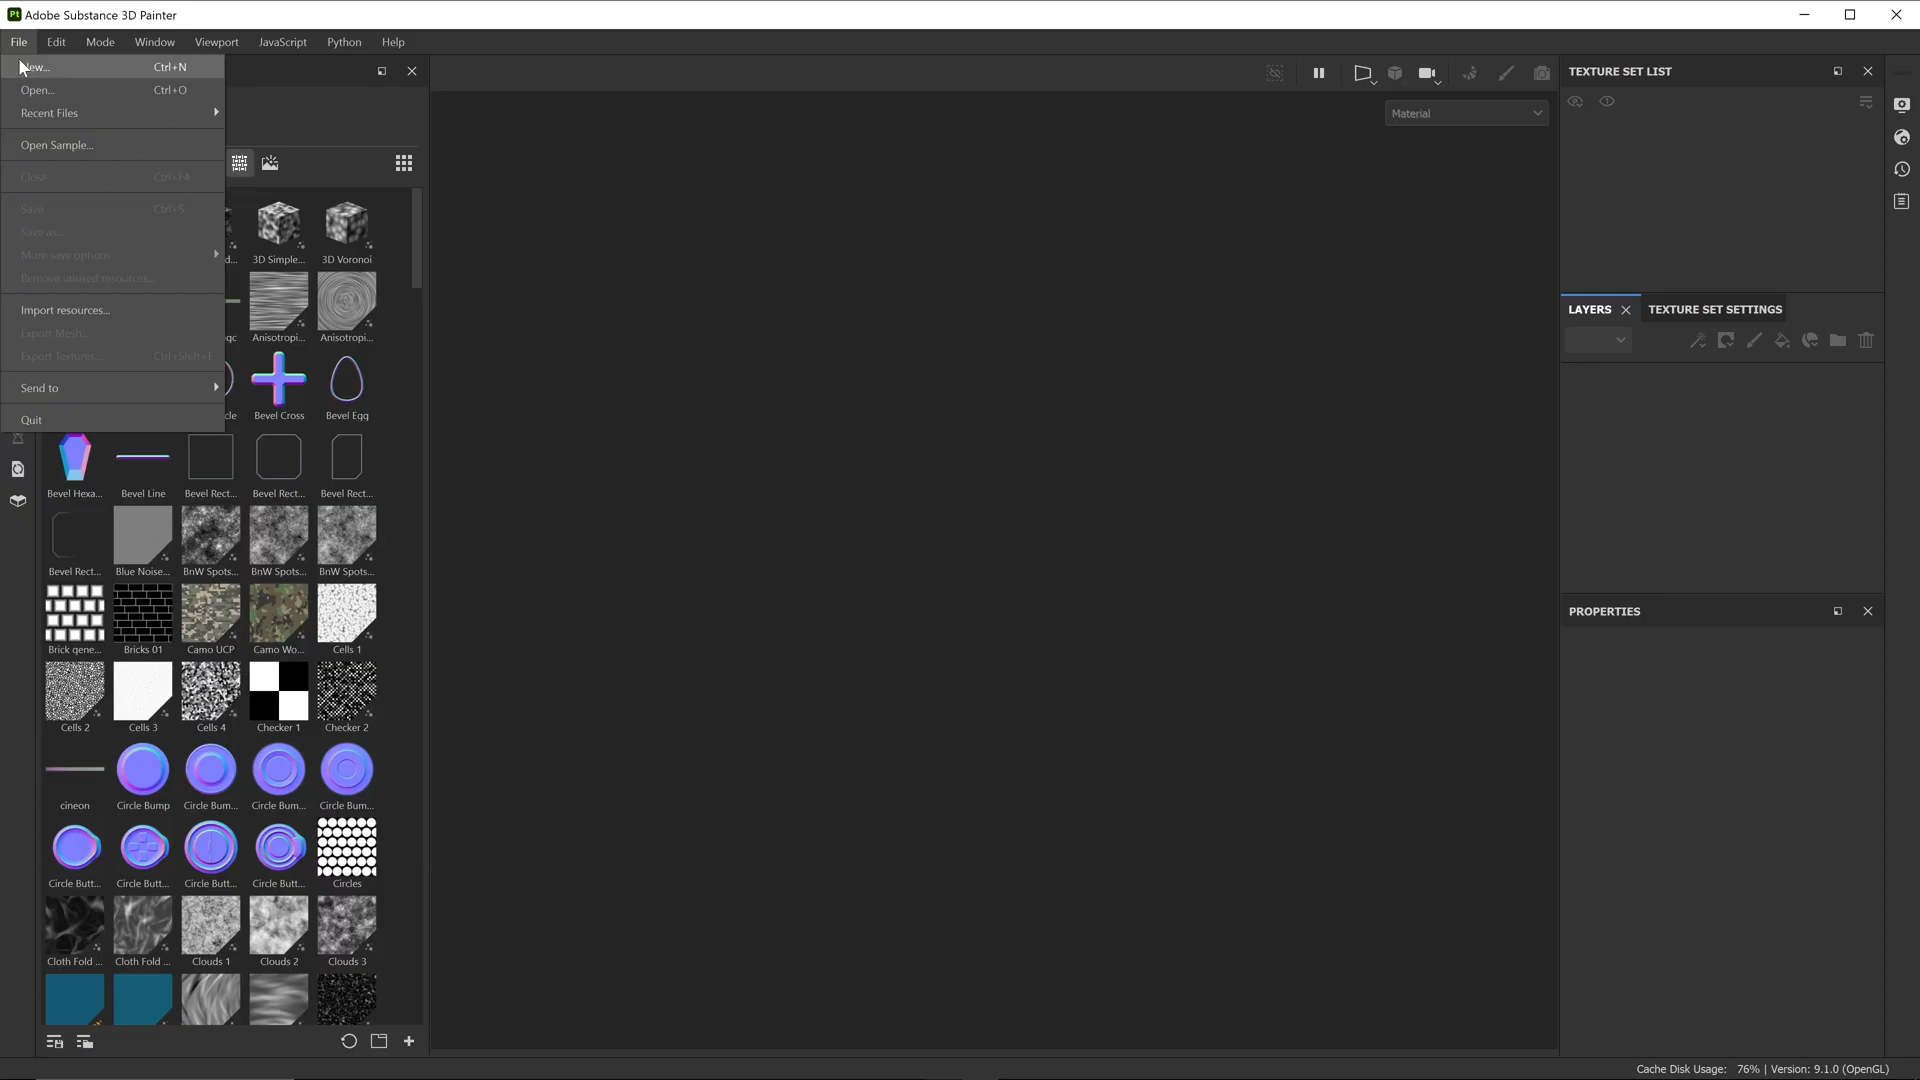 Adobe Substance 3D Painter
File Edit Mode Window Viewport JavaScript Python Help
Ctrl+N
Open... Ctrl+O
Recent Files
Open Sample...
Close Ctrl+F4
Save Ctrl+S
Save as...
More save options
Remove unused resources...
Import resources...
Export Mesh...
Export Textures... Ctrl+Shift+E
Send to
Quit
3D Simple... 3D Voronoi
Anisotropi... Anisotropi...
Bevel Cross Bevel Egg
Bevel Hexa... Bevel Line Bevel Rect... Bevel Rect... Bevel Rect...
Bevel Rect... Blue Noise... BnW Spots... BnW Spots... BnW Spots...
Brick gene... Bricks 01 Camo UCP Camo Wo... Cells 1
Cells 2 Cells 3 Cells 4 Checker 1 Checker 2
cineon Circle Bump Circle Bum... Circle Bum... Circle Bum...
Circle Butt... Circle Butt... Circle Butt... Circle Butt... Circles
Cloth Fold ... Cloth Fold ... Clouds 1 Clouds 2 Clouds 3
Material
TEXTURE SET LIST
LAYERS TEXTURE SET SETTINGS
PROPERTIES
Cache Disk Usage: 76% | Version: 9.1.0 (OpenGL)